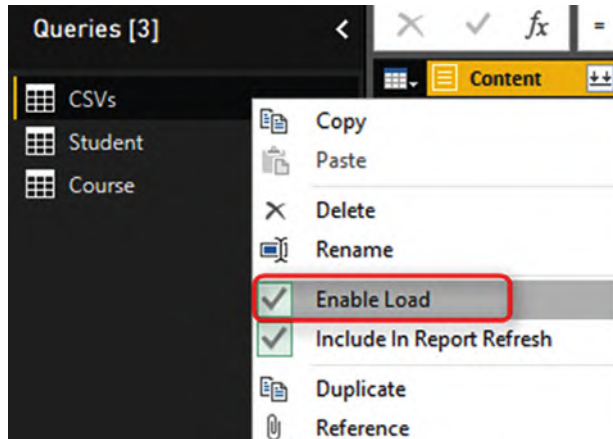 Queries [3]
fx
=
Content
CSVs
Student
Course
Copy
Paste
Delete
Rename
Enable Load
Include In Report Refresh
Duplicate
Reference